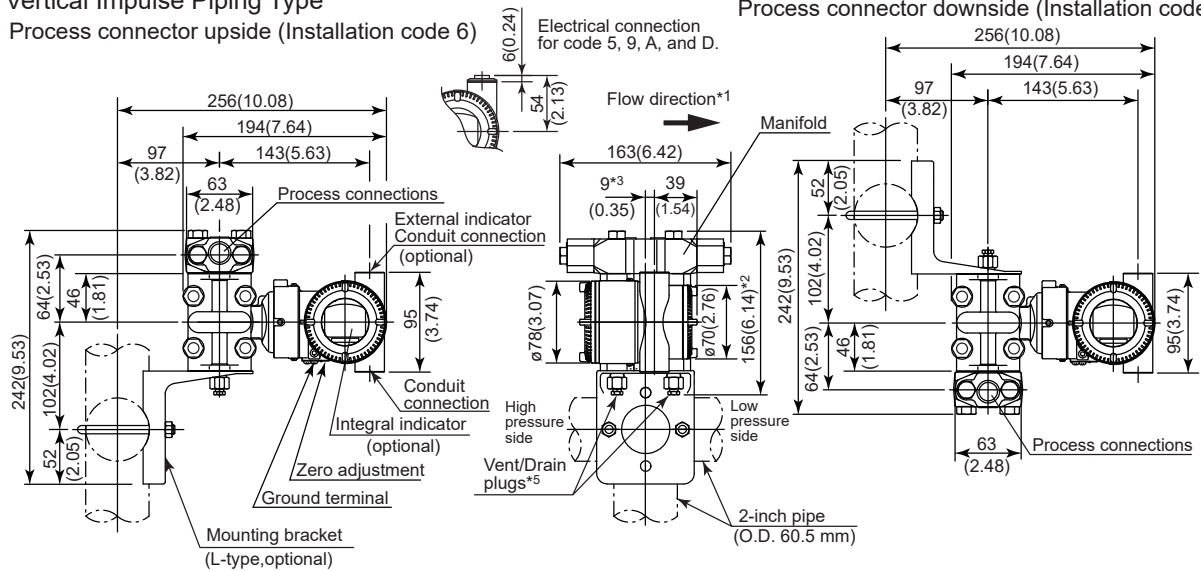 Vertical Impulse Piping Type
Process connector upside (Installation code 6)
Process connector downside (Installation code
6(0.24)
Electrical connection
for code 5, 9, A, and D.
54
(2.13)
Flow direction*1
Manifold
256(10.08)
194(7.64)
97
(3.82)
143(5.63)
63
(2.48)
Process connections
External indicator
Conduit connection
(optional)
242(9.53)
64(2.53)
46
(1.81)
102(4.02)
52
(2.05)
95
(3.74)
Conduit
connection
Integral indicator
(optional)
Zero adjustment
Ground terminal
Mounting bracket
(L-type,optional)
163(6.42)
9*3
(0.35)
39
(1.54)
ø78(3.07)
ø70(2.76)
156(6.14)*2
High
pressure
side
Low
pressure
side
Vent/Drain
plugs*5
2-inch pipe
(O.D. 60.5 mm)
256(10.08)
194(7.64)
97
(3.82)
143(5.63)
52
(2.05)
242(9.53)
102(4.02)
64(2.53)
46
(1.81)
95(3.74)
63
(2.48)
Process connections